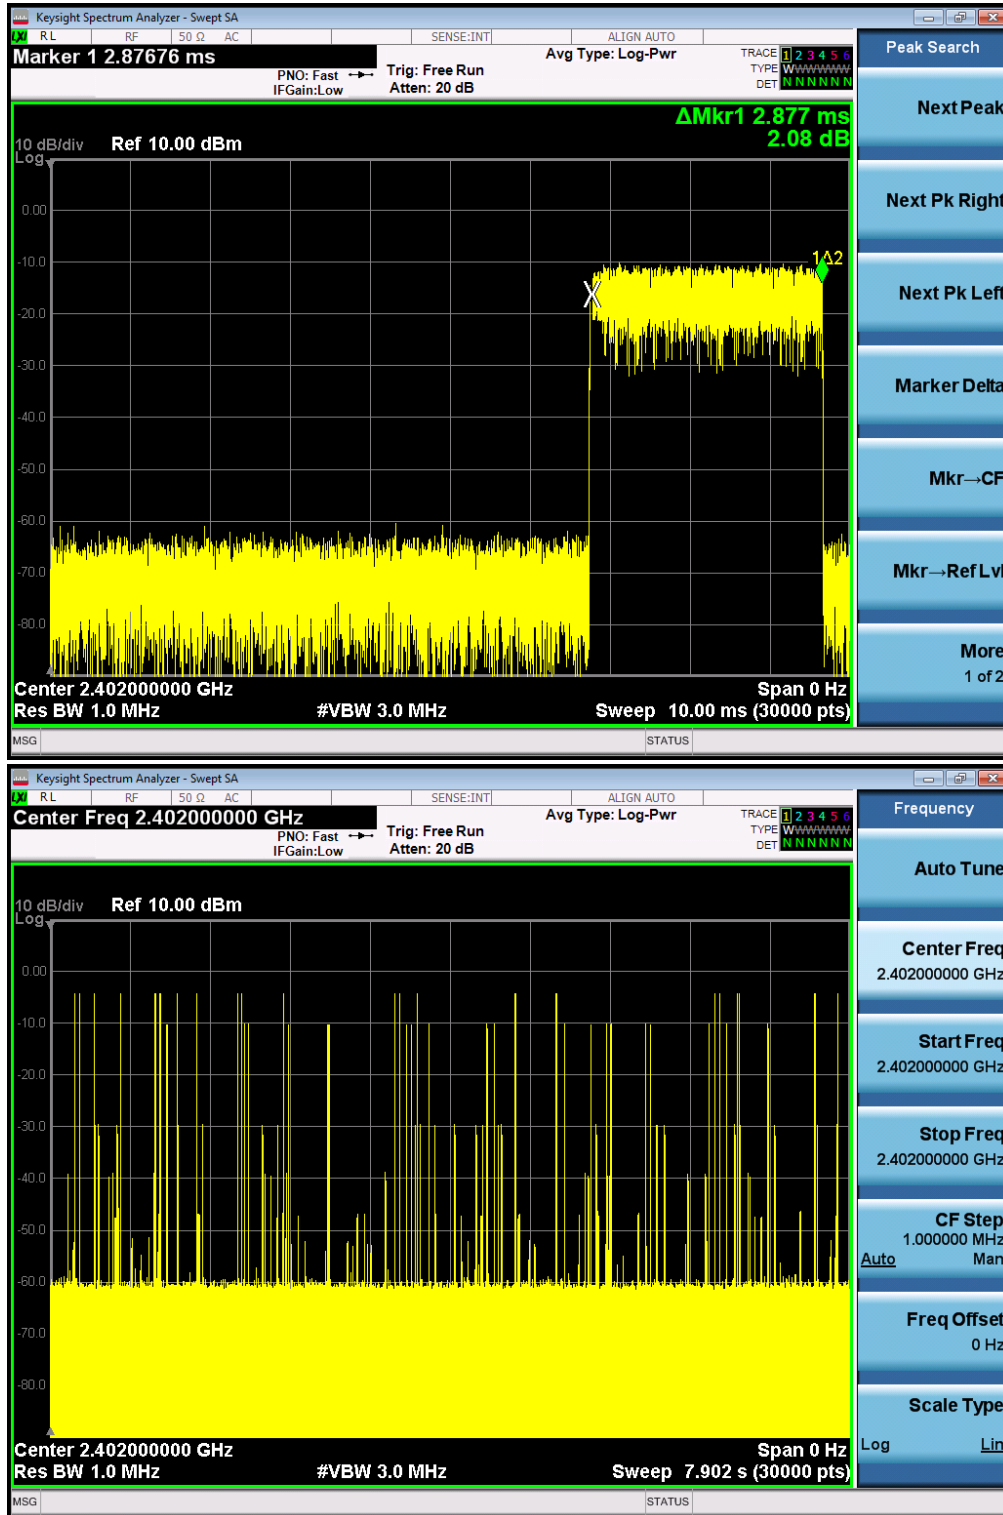 Keysight Spectrum Analyzer - Swept SA
LXI RL RF 50 Ω AC SENSE:INT ALIGN AUTO
Marker 1 2.87676 ms
PNO: Fast
IFGain:Low
Trig: Free Run
Atten: 20 dB
Avg Type: Log-Pwr
TRACE 1 2 3 4 5 6
TYPE WWWWWW
DET N N N N N N
ΔMkr1 2.877 ms
2.08 dB
10 dB/div Ref 10.00 dBm
Log
0.00
-10.0
1Δ2
X
-20.0
-30.0
-40.0
-50.0
-60.0
-70.0
-80.0
Center 2.402000000 GHz Span 0 Hz
Res BW 1.0 MHz #VBW 3.0 MHz Sweep 10.00 ms (30000 pts)
MSG STATUS
Peak Search
Next Peak
Next Pk Right
Next Pk Left
Marker Delta
Mkr→CF
Mkr→Ref Lvl
More
1 of 2
Keysight Spectrum Analyzer - Swept SA
LXI RL RF 50 Ω AC SENSE:INT ALIGN AUTO
Center Freq 2.402000000 GHz
PNO: Fast
IFGain:Low
Trig: Free Run
Atten: 20 dB
Avg Type: Log-Pwr
TRACE 1 2 3 4 5 6
TYPE WWWWWW
DET N N N N N N
10 dB/div Ref 10.00 dBm
Log
0.00
-10.0
-20.0
-30.0
-40.0
-50.0
-60.0
-70.0
-80.0
Center 2.402000000 GHz Span 0 Hz
Res BW 1.0 MHz #VBW 3.0 MHz Sweep 7.902 s (30000 pts)
MSG STATUS
Frequency
Auto Tune
Center Freq
2.402000000 GHz
Start Freq
2.402000000 GHz
Stop Freq
2.402000000 GHz
CF Step
1.000000 MHz
Auto Man
Freq Offset
0 Hz
Scale Type
Log Lin